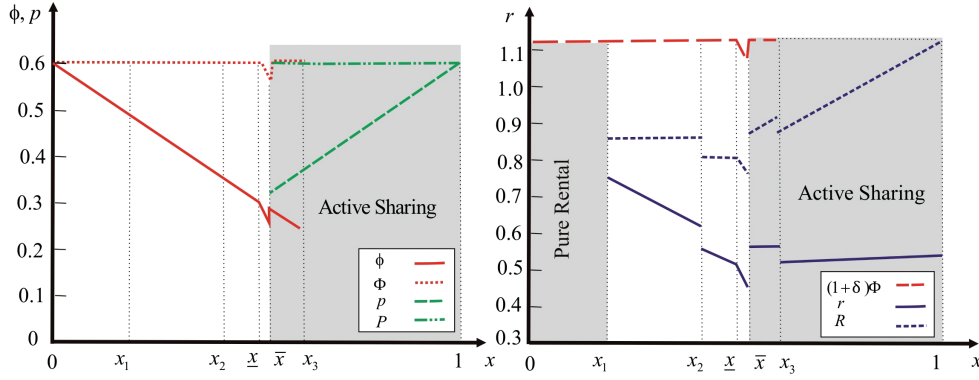 ϕ, p
0.6
0.5
0.4
0.3
0.2
0.1
0
Active Sharing
ϕ
Φ
p
P
0 x₁ x₂ x̲ x̅ x₃ 1 x
r
1.1
1.0
0.9
0.8
0.7
0.6
0.5
0.4
0.3
Pure Rental
Active Sharing
(1+δ)Φ
r
R
0 x₁ x₂ x̲ x̅ x₃ 1 x